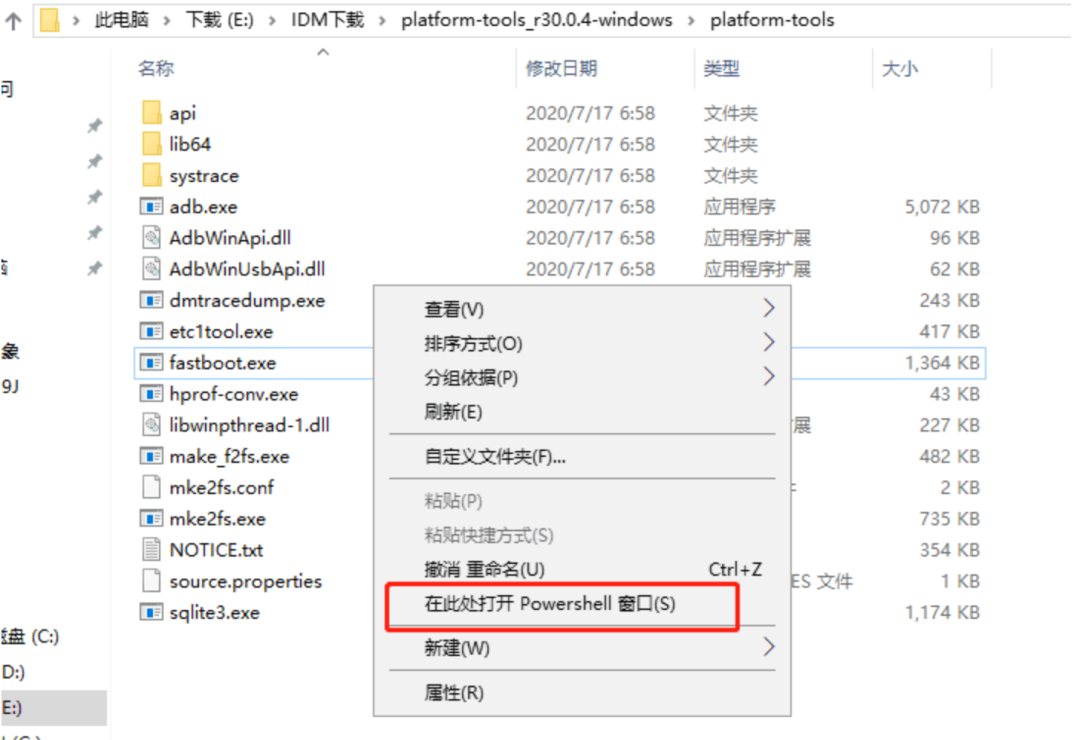 此电脑 › 下载 (E:) › IDM下载 › platform-tools_r30.0.4-windows › platform-tools
名称 修改日期 类型 大小
api 2020/7/17 6:58 文件夹
lib64 2020/7/17 6:58 文件夹
systrace 2020/7/17 6:58 文件夹
adb.exe 2020/7/17 6:58 应用程序 5,072 KB
AdbWinApi.dll 2020/7/17 6:58 应用程序扩展 96 KB
AdbWinUsbApi.dll 2020/7/17 6:58 应用程序扩展 62 KB
dmtracedump.exe 243 KB
etc1tool.exe 417 KB
fastboot.exe 1,364 KB
hprof-conv.exe 43 KB
libwinpthread-1.dll 展 227 KB
make_f2fs.exe 482 KB
mke2fs.conf 2 KB
mke2fs.exe 735 KB
NOTICE.txt 354 KB
source.properties ES 文件 1 KB
sqlite3.exe 1,174 KB
查看(V)
排序方式(O)
分组依据(P)
刷新(E)
自定义文件夹(F)...
粘贴(P)
粘贴快捷方式(S)
撤消 重命名(U) Ctrl+Z
在此处打开 Powershell 窗口(S)
新建(W)
属性(R)
象
9J
盘 (C:)
D:)
E:)